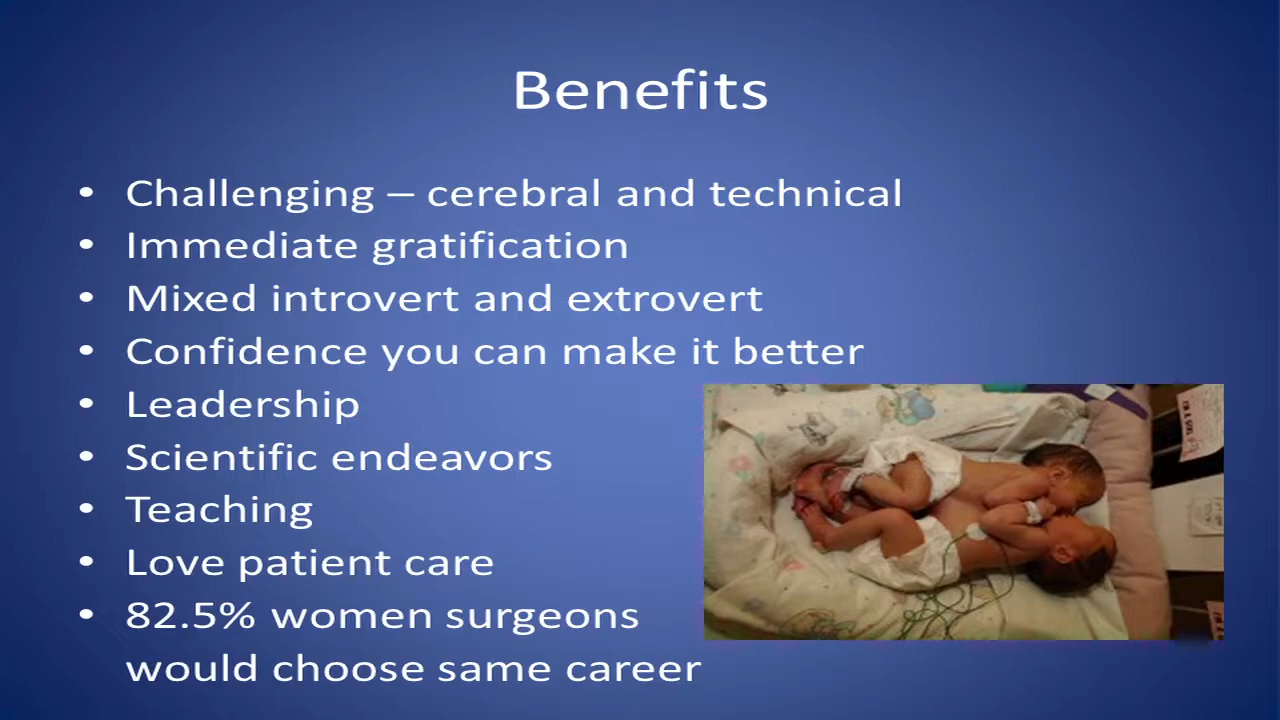 Benefits
• Challenging – cerebral and technical
• Immediate gratification
• Mixed introvert and extrovert
• Confidence you can make it better
• Leadership
• Scientific endeavors
• Teaching
• Love patient care
• 82.5% women surgeons
would choose same career